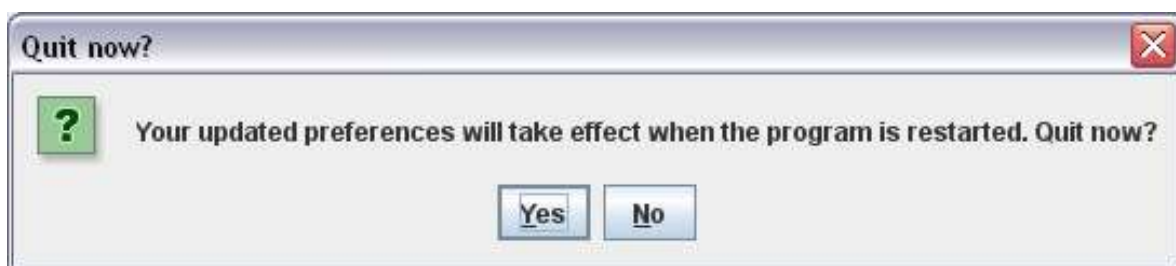 Quit now?
?
Your updated preferences will take effect when the program is restarted. Quit now?
Yes No